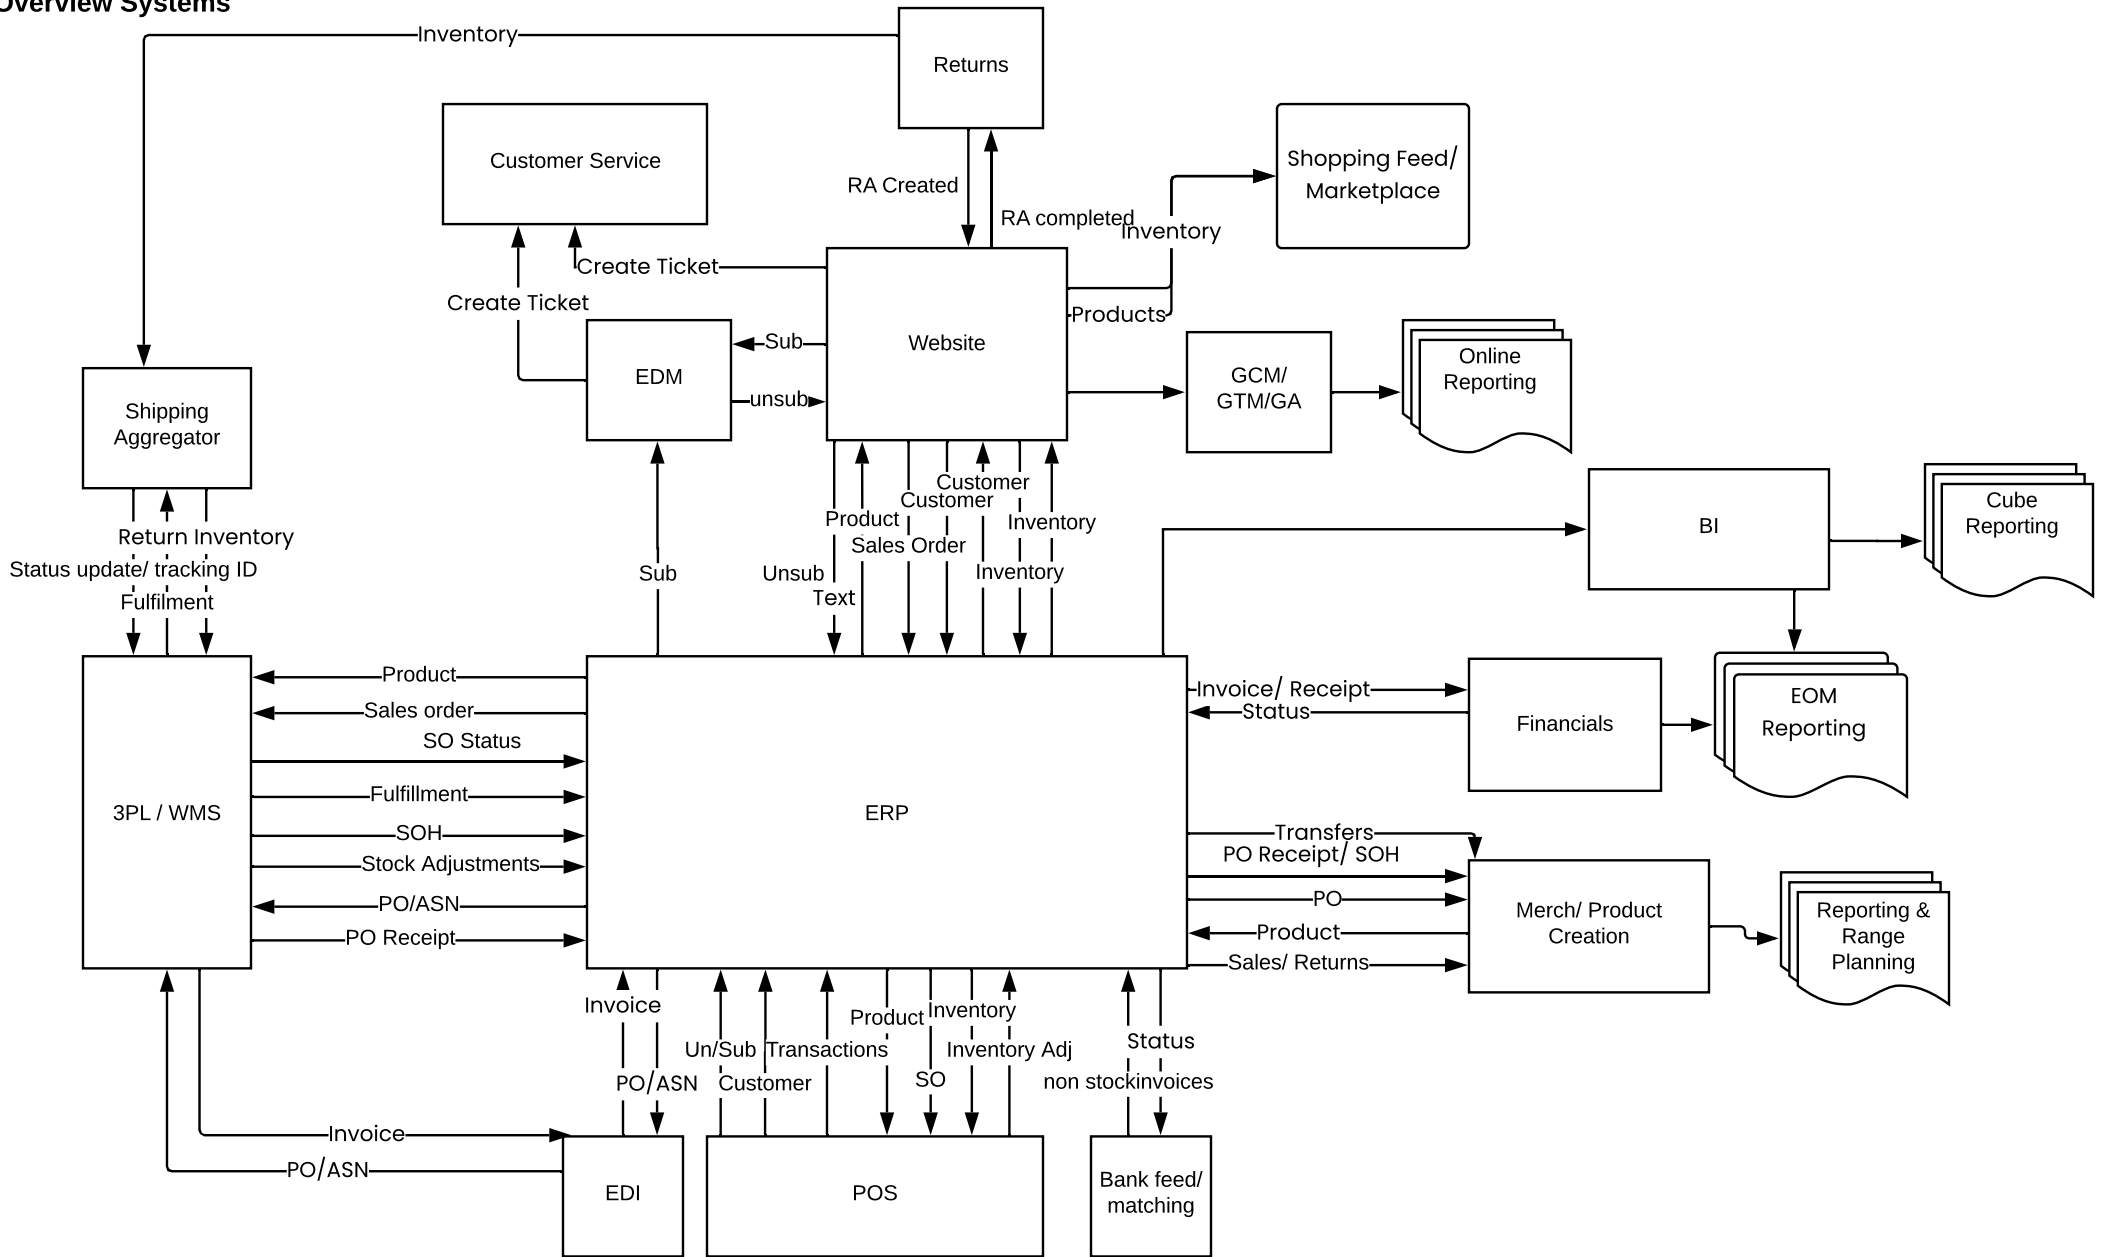 Overview Systems
Inventory
Returns
Customer Service
Shopping Feed/
Marketplace
RA Created
RA completed
Inventory
Create Ticket
Create Ticket
Products
Sub
Website
EDM
unsub
GCM/
GTM/GA
Online
Reporting
Shipping
Aggregator
Customer
Customer
Product
Inventory
Sales Order
Inventory
Unsub
Text
Sub
BI
Cube
Reporting
Return Inventory
Status update/ tracking ID
Fulfilment
Product
Sales order
SO Status
Fulfillment
SOH
Stock Adjustments
PO/ASN
PO Receipt
3PL / WMS
ERP
Invoice/ Receipt
Status
Financials
EOM
Reporting
Transfers
PO Receipt/ SOH
PO
Product
Sales/ Returns
Merch/ Product
Creation
Reporting &
Range
Planning
Invoice
PO/ASN
Un/Sub
Customer
Transactions
Product
Inventory
SO
Inventory Adj
Status
non stockinvoices
Invoice
PO/ASN
EDI
POS
Bank feed/
matching